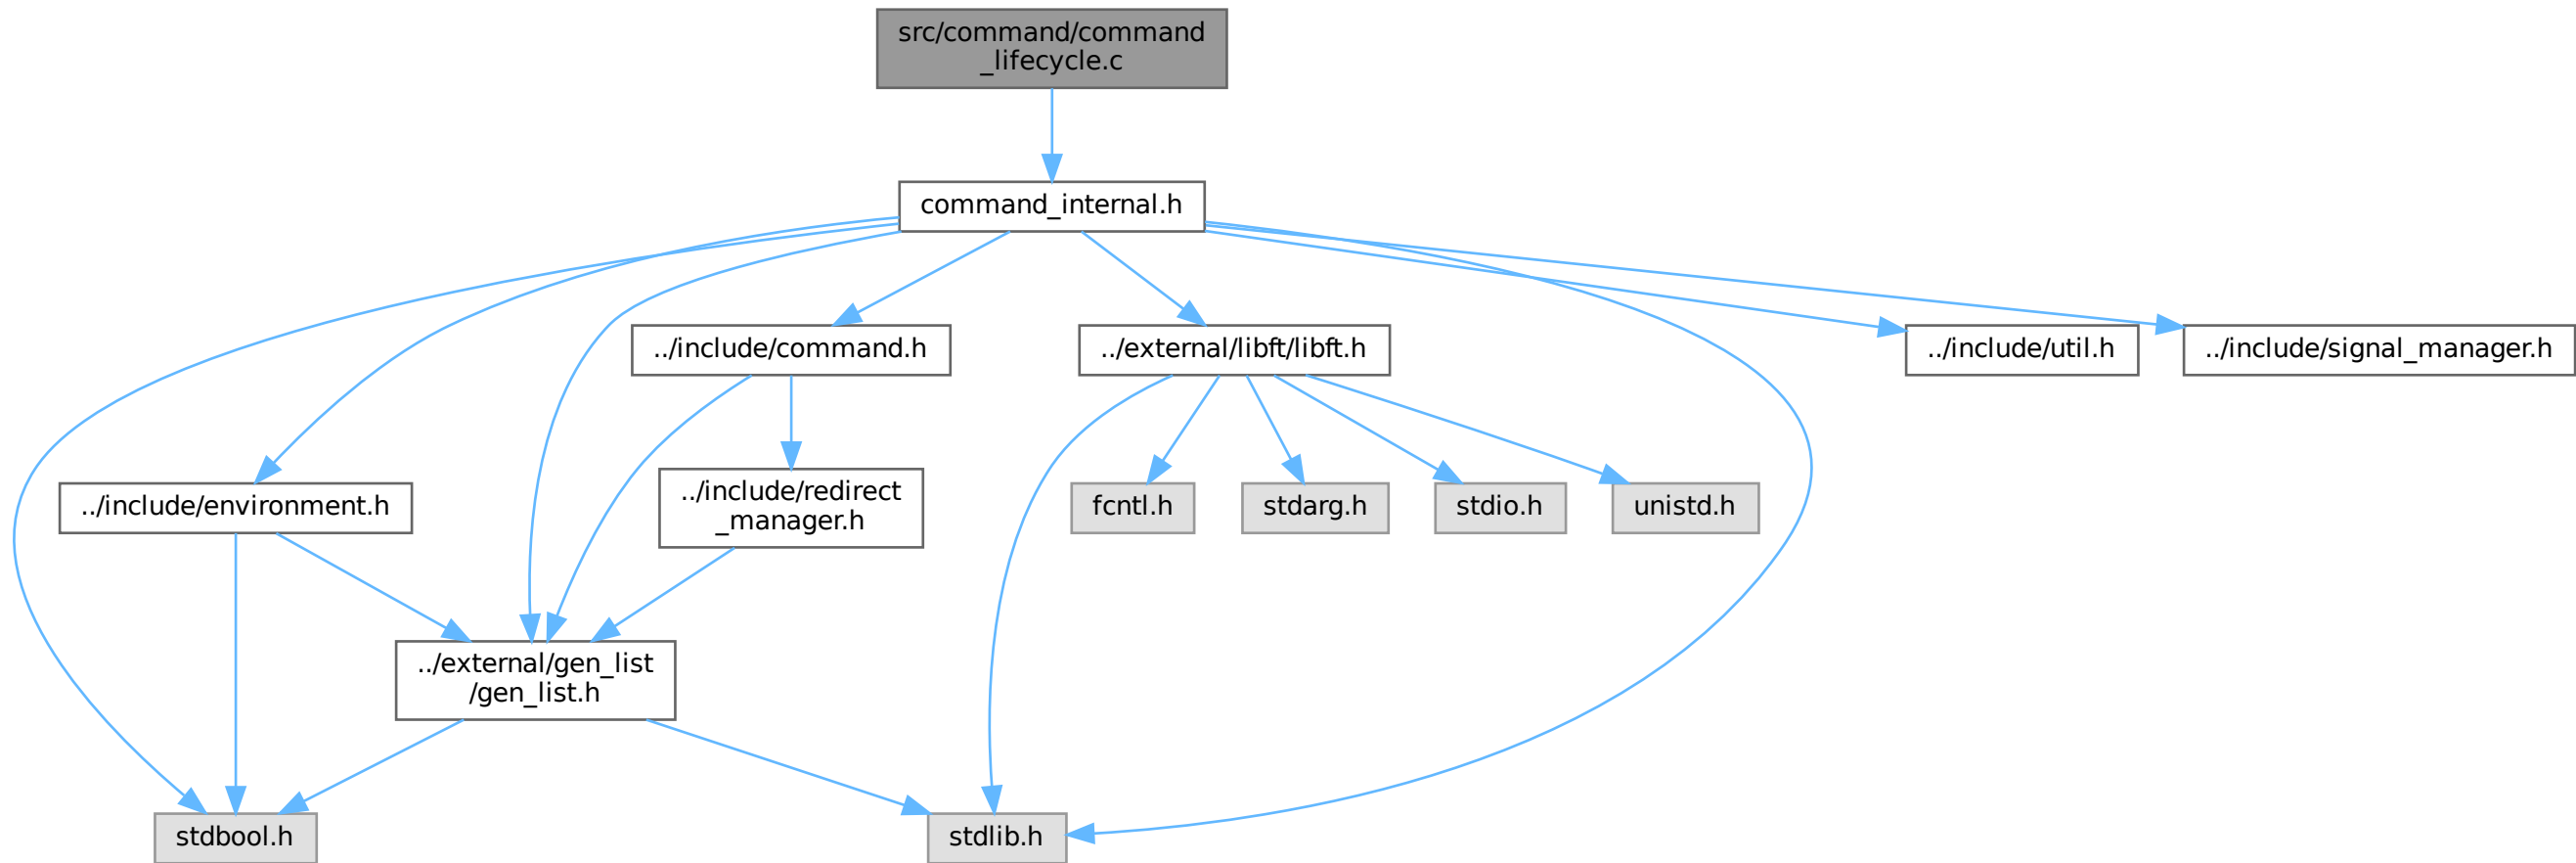 src/command/command
_lifecycle.c
command_internal.h
../include/command.h
../external/libft/libft.h
../include/util.h
../include/signal_manager.h
../include/environment.h
../include/redirect
_manager.h
fcntl.h
stdarg.h
stdio.h
unistd.h
../external/gen_list
/gen_list.h
stdbool.h
stdlib.h